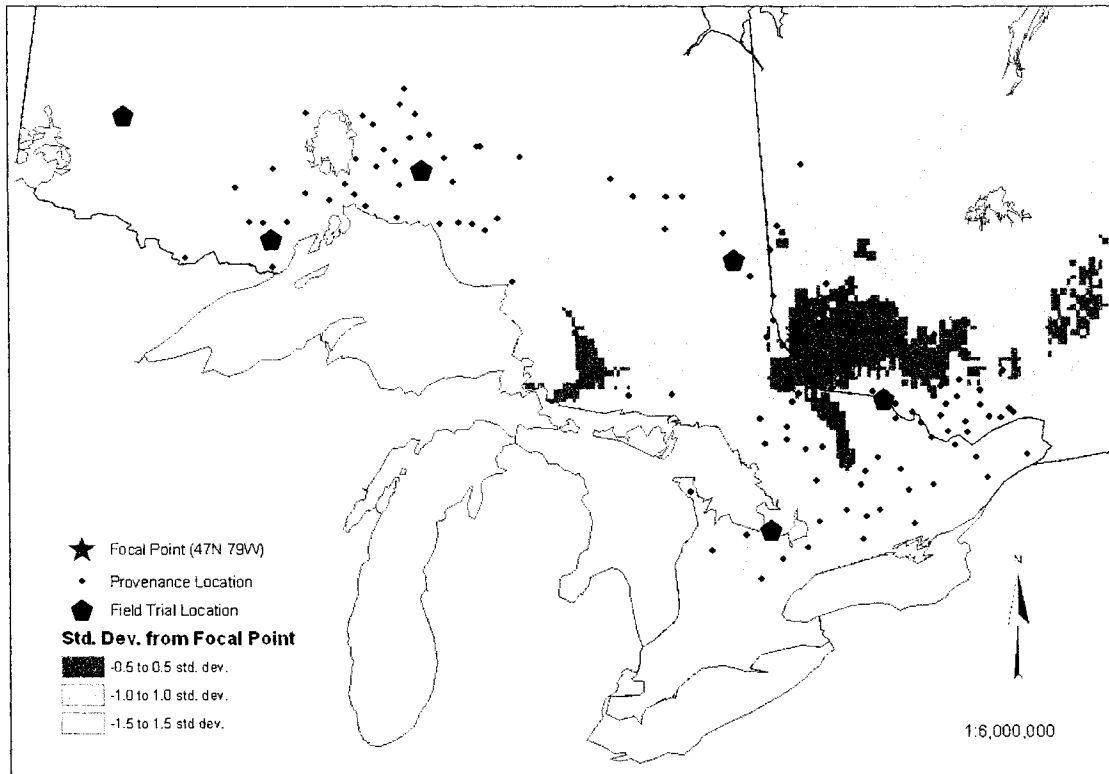 Focal Point (47N 79W)
Provenance Location
Field Trial Location
Std. Dev. from Focal Point
-0.5 to 0.5 std. dev.
-1.0 to 1.0 std. dev.
-1.5 to 1.5 std dev.
N
1:6,000,000